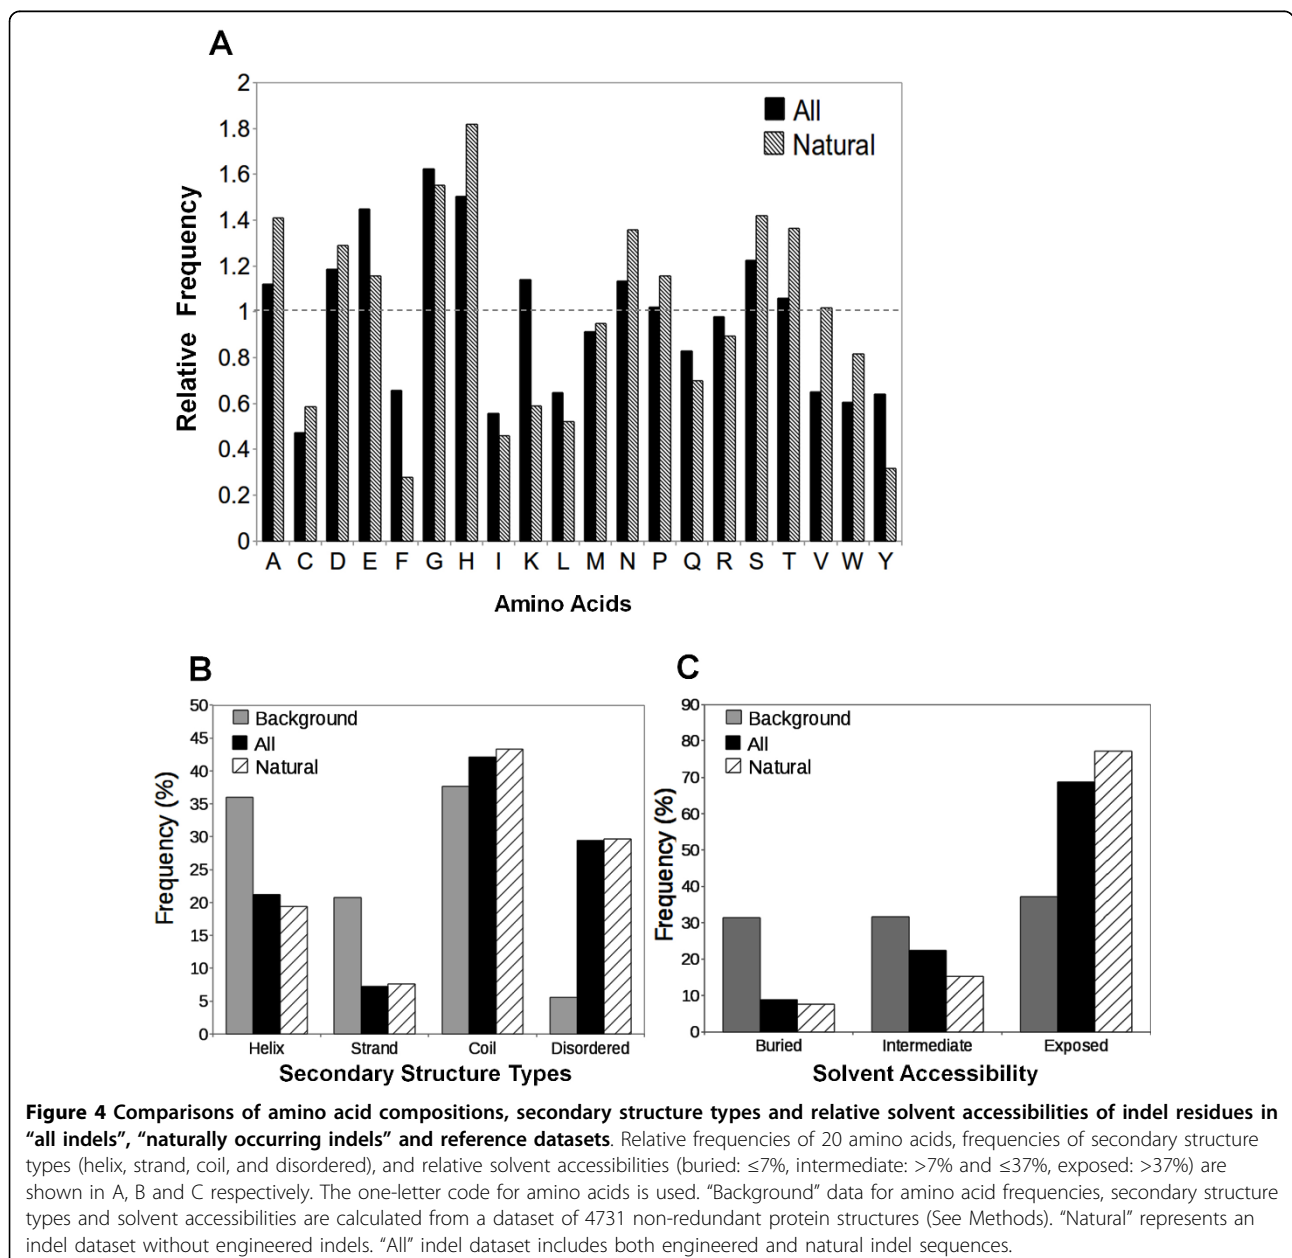 A
2
1.8
1.6
1.4
1.2
1
0.8
0.6
0.4
0.2
0
Relative Frequency
All
Natural
A C D E F G H I K L M N P Q R S T V W Y
Amino Acids
B
50
45
40
35
30
25
20
15
10
5
0
Frequency (%)
Background
All
Natural
Helix Strand Coil Disordered
Secondary Structure Types
C
90
80
70
60
50
40
30
20
10
0
Frequency (%)
Background
All
Natural
Buried Intermediate Exposed
Solvent Accessibility
Figure 4 Comparisons of amino acid compositions, secondary structure types and relative solvent accessibilities of indel residues in
“all indels”, “naturally occurring indels” and reference datasets. Relative frequencies of 20 amino acids, frequencies of secondary structure
types (helix, strand, coil, and disordered), and relative solvent accessibilities (buried: ≤7%, intermediate: >7% and ≤37%, exposed: >37%) are
shown in A, B and C respectively. The one-letter code for amino acids is used. “Background” data for amino acid frequencies, secondary structure
types and solvent accessibilities are calculated from a dataset of 4731 non-redundant protein structures (See Methods). “Natural” represents an
indel dataset without engineered indels. “All” indel dataset includes both engineered and natural indel sequences.